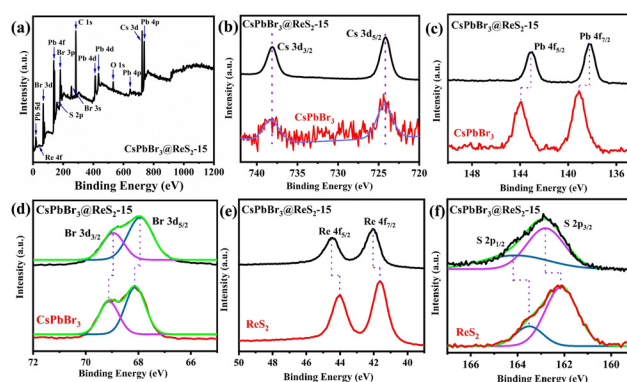 (a)
C 1s
Cs 3d
Pb 4p
Pb 4f
Br 3p
Pb 4d
Pb 4d
Br 3d
O 1s
Pb 4p
Pb 5d
S 2p
Br 3s
Re 4f
CsPbBr3@ReS2-15
Intensity (a.u.)
0 200 400 600 800 1000 1200
Binding Energy (eV)
(b)
CsPbBr3@ReS2-15
Cs 3d3/2
Cs 3d5/2
CsPbBr3
Intensity (a.u.)
740 735 730 725 720
Binding Energy (eV)
(c)
CsPbBr3@ReS2-15
Pb 4f5/2
Pb 4f7/2
CsPbBr3
Intensity (a.u.)
148 144 140 136
Binding Energy (eV)
(d)
CsPbBr3@ReS2-15
Br 3d3/2
Br 3d5/2
CsPbBr3
Intensity (a.u.)
72 70 68 66
Binding Energy (eV)
(e)
CsPbBr3@ReS2-15
Re 4f5/2
Re 4f7/2
ReS2
Intensity (a.u.)
50 48 46 44 42 40
Binding Energy (eV)
(f)
CsPbBr3@ReS2-15
S 2p1/2
S 2p3/2
ReS2
Intensity (a.u.)
166 164 162 160
Binding Energy (eV)